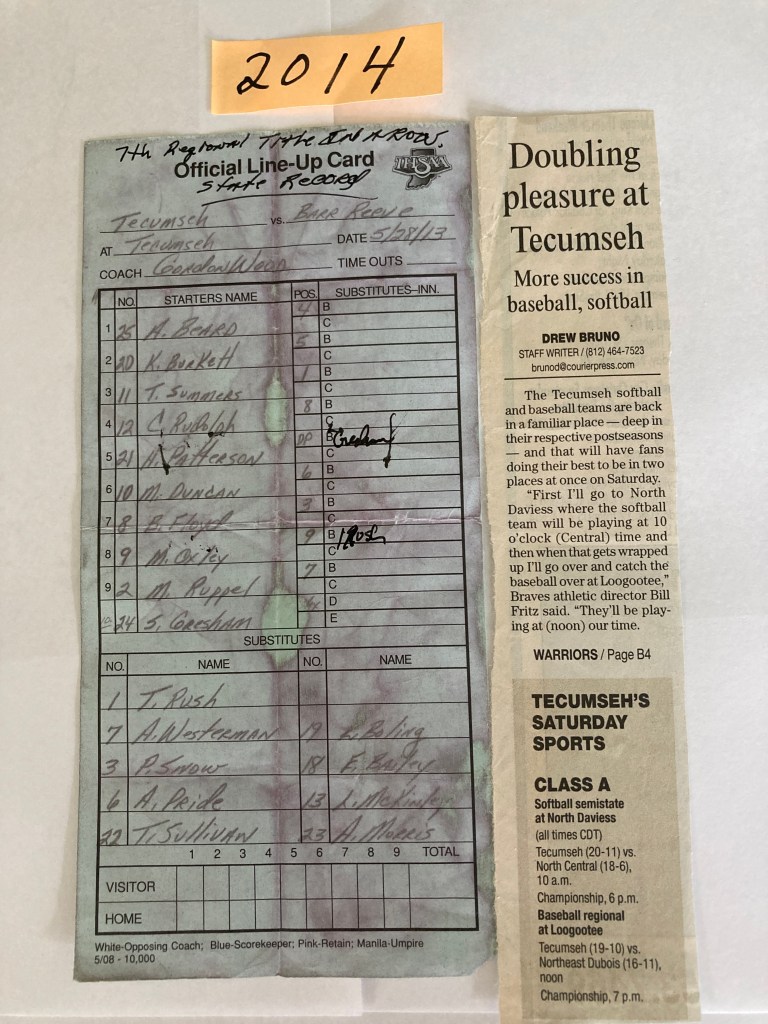 2014
7th Regional Title IN A ROW.
Official Line-Up Card
State Record
IHSAA
Tecumseh vs. Barr Reeve
AT Tecumseh DATE 5/28/13
COACH Gordon Wood TIME OUTS
NO. STARTERS NAME POS. SUBSTITUTES–INN.
1 25 A. Beard 4 B
C
2 20 K. Burkett 5 B
C
3 11 T. Summers 1 B
C
4 12 C. Rudolph 8 B
C
5 21 H. Patterson DP B Gresham
C
6 10 M. Duncan 6 B
C
7 8 B. Floyd 3 B
C
8 9 M. Oxley 9 B 1 Rush
C
9 2 M. Ruppel 7 B
C
10 24 S. Gresham D
E
SUBSTITUTES
NO. NAME NO. NAME
1 T. Rush
7 A. Westerman 19 L. Boling
3 P. Snow 18 E. Bailey
6 A. Pride 13 L. McKinley
22 T. Sullivan 23 A. Morris
1 2 3 4 5 6 7 8 9 TOTAL
VISITOR
HOME
White-Opposing Coach; Blue-Scorekeeper; Pink-Retain; Manila-Umpire
5/08 - 10,000
Doubling
pleasure at
Tecumseh
More success in
baseball, softball
DREW BRUNO
STAFF WRITER / (812) 464-7523
brunod@courierpress.com
The Tecumseh softball
and baseball teams are back
in a familiar place — deep in
their respective postseasons
— and that will have fans
doing their best to be in two
places at once on Saturday.
“First I’ll go to North
Daviess where the softball
team will be playing at 10
o’clock (Central) time and
then when that gets wrapped
up I’ll go over and catch the
baseball over at Loogootee,”
Braves athletic director Bill
Fritz said. “They’ll be play-
ing at (noon) our time.
WARRIORS / Page B4
TECUMSEH’S
SATURDAY
SPORTS
CLASS A
Softball semistate
at North Daviess
(all times CDT)
Tecumseh (20-11) vs.
North Central (18-6),
10 a.m.
Championship, 6 p.m.
Baseball regional
at Loogootee
Tecumseh (19-10) vs.
Northeast Dubois (16-11),
noon
Championship, 7 p.m.